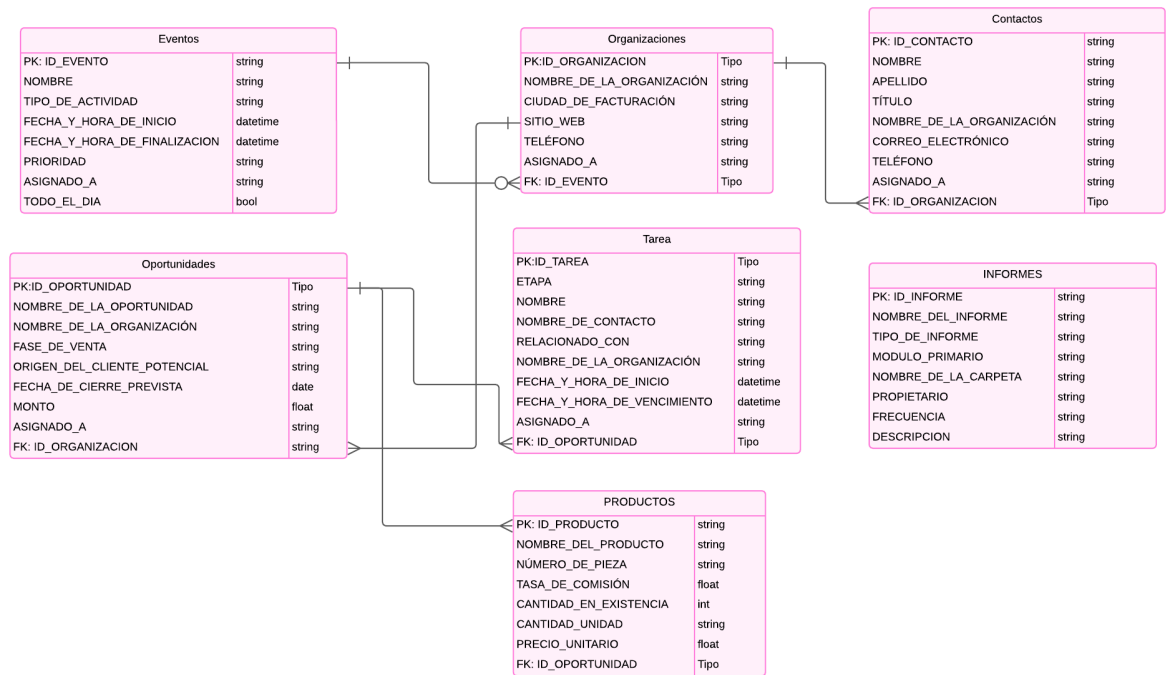 Eventos
PK: ID_EVENTO string
NOMBRE string
TIPO_DE_ACTIVIDAD string
FECHA_Y_HORA_DE_INICIO datetime
FECHA_Y_HORA_DE_FINALIZACION datetime
PRIORIDAD string
ASIGNADO_A string
TODO_EL_DIA bool
Organizaciones
PK:ID_ORGANIZACION Tipo
NOMBRE_DE_LA_ORGANIZACIÓN string
CIUDAD_DE_FACTURACIÓN string
SITIO_WEB string
TELÉFONO string
ASIGNADO_A string
FK: ID_EVENTO Tipo
Contactos
PK: ID_CONTACTO string
NOMBRE string
APELLIDO string
TÍTULO string
NOMBRE_DE_LA_ORGANIZACIÓN string
CORREO_ELECTRÓNICO string
TELÉFONO string
ASIGNADO_A string
FK: ID_ORGANIZACION Tipo
Oportunidades
PK:ID_OPORTUNIDAD Tipo
NOMBRE_DE_LA_OPORTUNIDAD string
NOMBRE_DE_LA_ORGANIZACIÓN string
FASE_DE_VENTA string
ORIGEN_DEL_CLIENTE_POTENCIAL string
FECHA_DE_CIERRE_PREVISTA date
MONTO float
ASIGNADO_A string
FK: ID_ORGANIZACION string
Tarea
PK:ID_TAREA Tipo
ETAPA string
NOMBRE string
NOMBRE_DE_CONTACTO string
RELACIONADO_CON string
NOMBRE_DE_LA_ORGANIZACIÓN string
FECHA_Y_HORA_DE_INICIO datetime
FECHA_Y_HORA_DE_VENCIMIENTO datetime
ASIGNADO_A string
FK: ID_OPORTUNIDAD Tipo
INFORMES
PK: ID_INFORME string
NOMBRE_DEL_INFORME string
TIPO_DE_INFORME string
MODULO_PRIMARIO string
NOMBRE_DE_LA_CARPETA string
PROPIETARIO string
FRECUENCIA string
DESCRIPCION string
PRODUCTOS
PK: ID_PRODUCTO string
NOMBRE_DEL_PRODUCTO string
NÚMERO_DE_PIEZA string
TASA_DE_COMISIÓN float
CANTIDAD_EN_EXISTENCIA int
CANTIDAD_UNIDAD string
PRECIO_UNITARIO float
FK: ID_OPORTUNIDAD Tipo